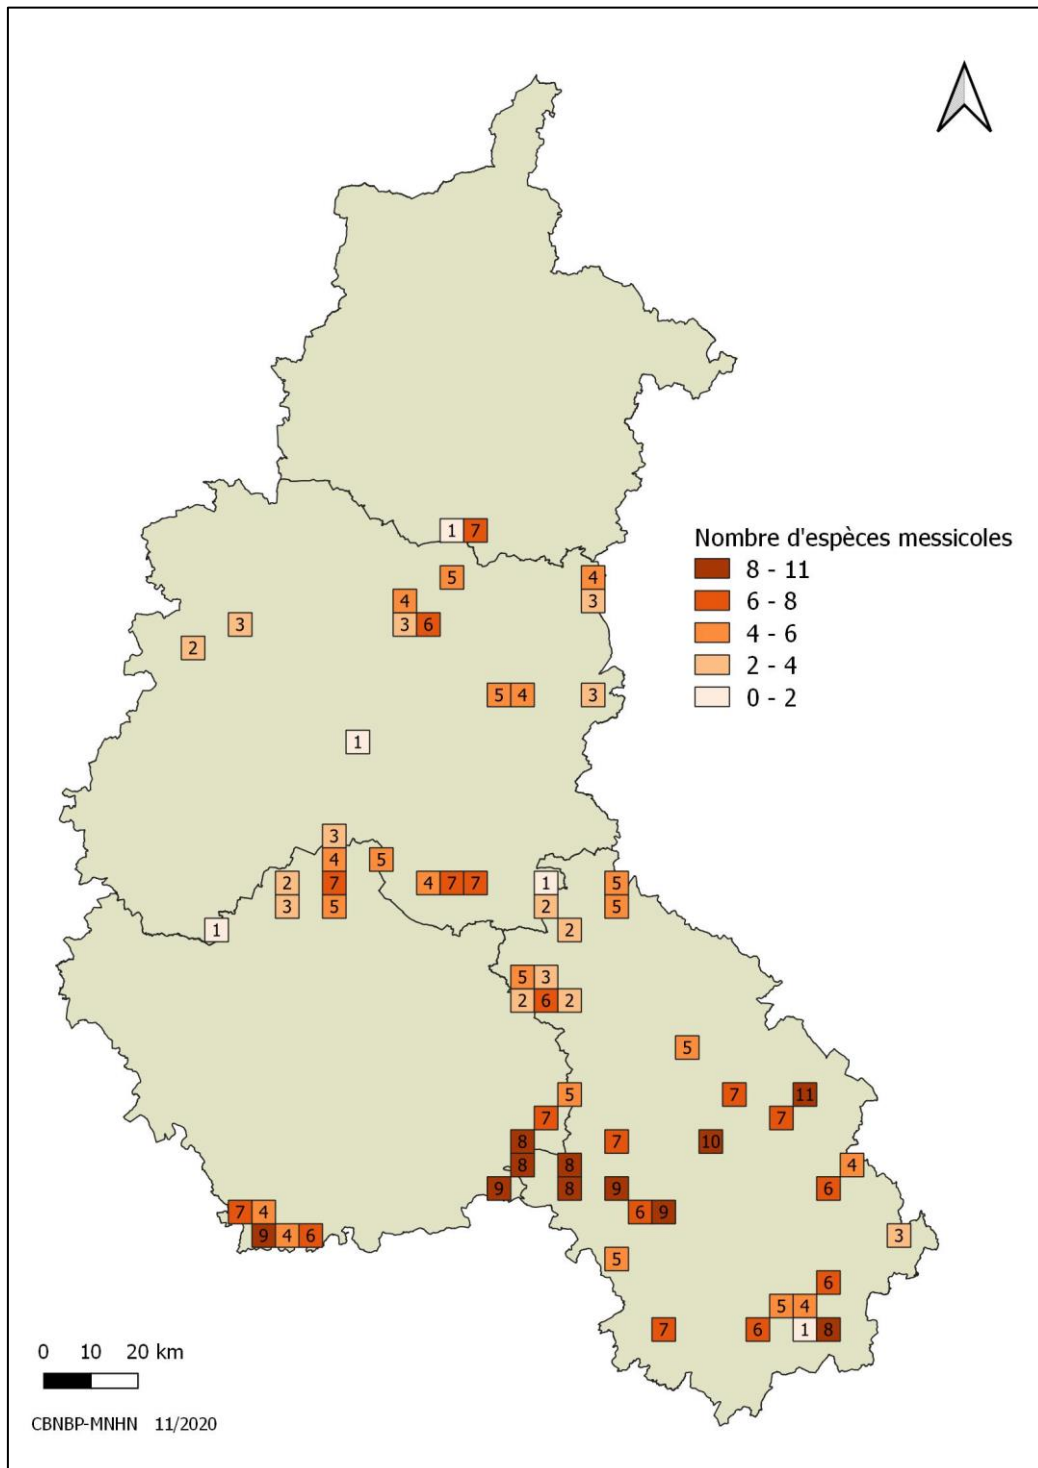 1 7
5 4
4 3
3 3 6
2
5 4 3
1
3
4 5
2 7 4 7 7 1 5
3 5 2 5
1 2
5 3
2 6 2
5
5 7 11
7 7
8 7 10
8 8 4
9 8 9 6
7 4 6 9
9 4 6 3
5
6
5 4
7 6 1 8
Nombre d'espèces messicoles
8 - 11
6 - 8
4 - 6
2 - 4
0 - 2
0 10 20 km
CBNBP-MNHN 11/2020